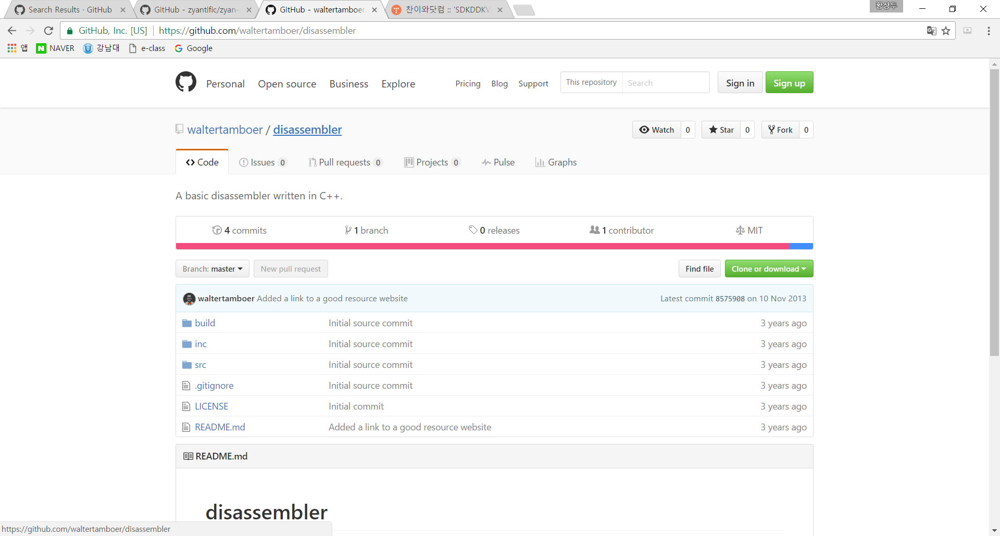 황상두
Search Results · GitHub
GitHub - zyantific/zyan-
GitHub - waltertamboer
찬이와닷컴 :: 'SDKDDKV
GitHub, Inc. [US] https://github.com/waltertamboer/disassembler
앱 NAVER 강남대 e-class Google
Personal Open source Business Explore Pricing Blog Support This repository Search Sign in Sign up
waltertamboer / disassembler Watch 0 Star 0 Fork 0
Code Issues 0 Pull requests 0 Projects 0 Pulse Graphs
A basic disassembler written in C++.
4 commits 1 branch 0 releases 1 contributor MIT
Branch: master New pull request Find file Clone or download
waltertamboer Added a link to a good resource website Latest commit 8575908 on 10 Nov 2013
build Initial source commit 3 years ago
inc Initial source commit 3 years ago
src Initial source commit 3 years ago
.gitignore Initial source commit 3 years ago
LICENSE Initial commit 3 years ago
README.md Added a link to a good resource website 3 years ago
README.md
disassembler
https://github.com/waltertamboer/disassembler